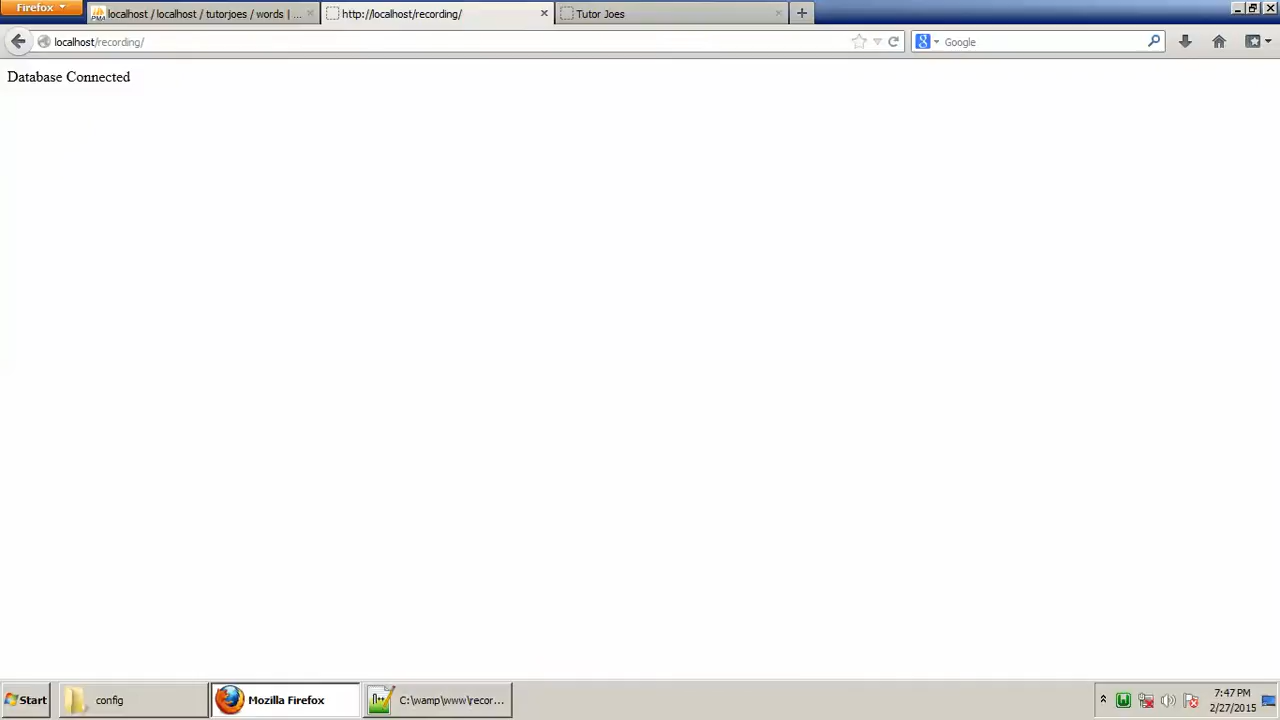 Firefox
localhost / localhost / tutorjoes / words | ...
http://localhost/recording/
Tutor Joes
localhost/recording/
Google
Database Connected
Start
config
Mozilla Firefox
C:\wamp\www\recor...
7:47 PM
2/27/2015